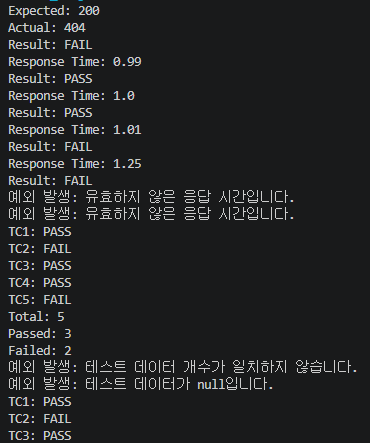 Expected: 200
Actual: 404
Result: FAIL
Response Time: 0.99
Result: PASS
Response Time: 1.0
Result: PASS
Response Time: 1.01
Result: FAIL
Response Time: 1.25
Result: FAIL
예외 발생: 유효하지 않은 응답 시간입니다.
예외 발생: 유효하지 않은 응답 시간입니다.
TC1: PASS
TC2: FAIL
TC3: PASS
TC4: PASS
TC5: FAIL
Total: 5
Passed: 3
Failed: 2
예외 발생: 테스트 데이터 개수가 일치하지 않습니다.
예외 발생: 테스트 데이터가 null입니다.
TC1: PASS
TC2: FAIL
TC3: PASS